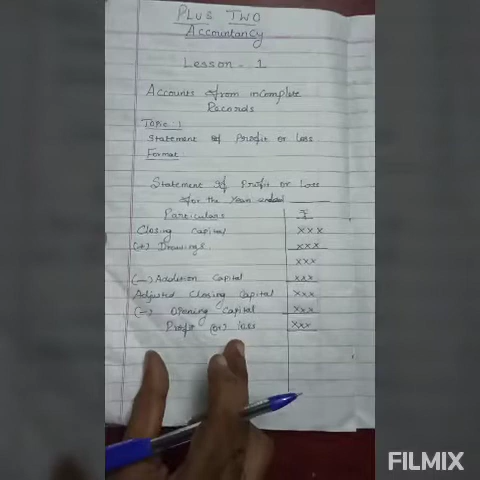 PLUS TWO
Accountancy
Lesson - 1
Accounts from incomplete
Records
Topic 1
Statement of Profit or Loss
Format
Statement of Profit or Loss
for the year ended
Particulars ₹
Closing Capital xxx
(+) Drawings xxx
xxx
(-) Addition Capital xxx
Adjusted Closing Capital xxx
(-) Opening Capital xxx
Profit (or) loss xxx
FILMIX